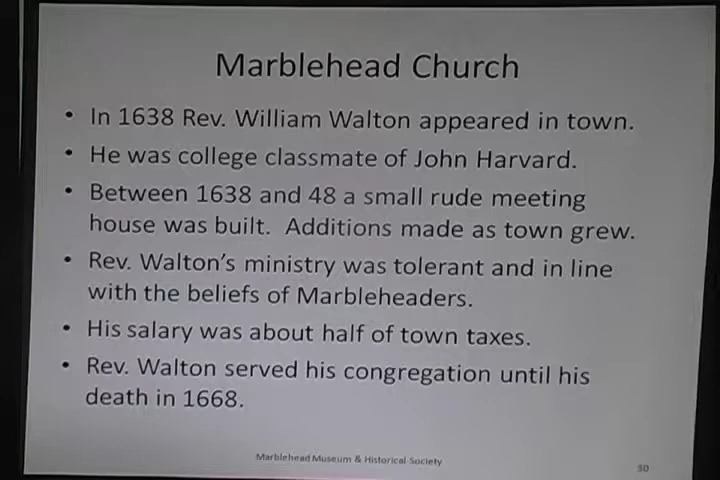 Marblehead Church
• In 1638 Rev. William Walton appeared in town.
• He was college classmate of John Harvard.
• Between 1638 and 48 a small rude meeting
house was built. Additions made as town grew.
• Rev. Walton's ministry was tolerant and in line
with the beliefs of Marbleheaders.
• His salary was about half of town taxes.
• Rev. Walton served his congregation until his
death in 1668.
Marblehead Museum & Historical Society
30